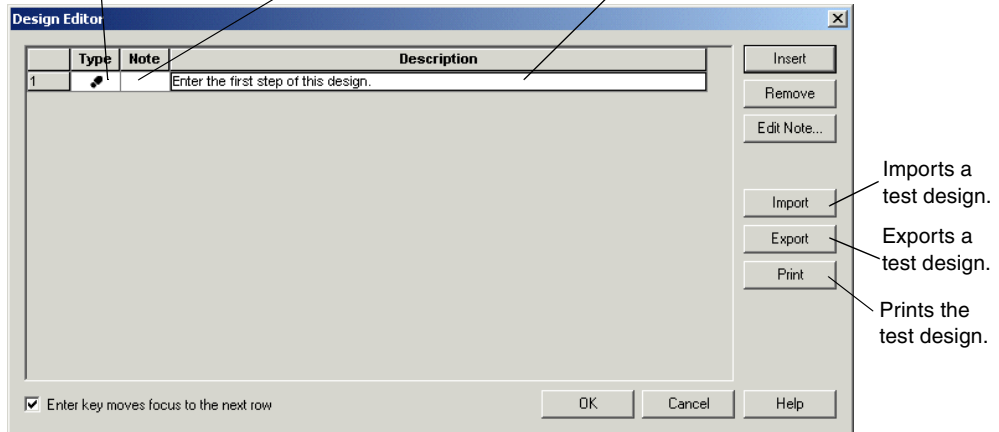 Design Editor
Type Note Description
1 Enter the first step of this design.
Insert
Remove
Edit Note...
Import
Export
Print
Imports a
test design.
Exports a
test design.
Prints the
test design.
Enter key moves focus to the next row
OK Cancel Help